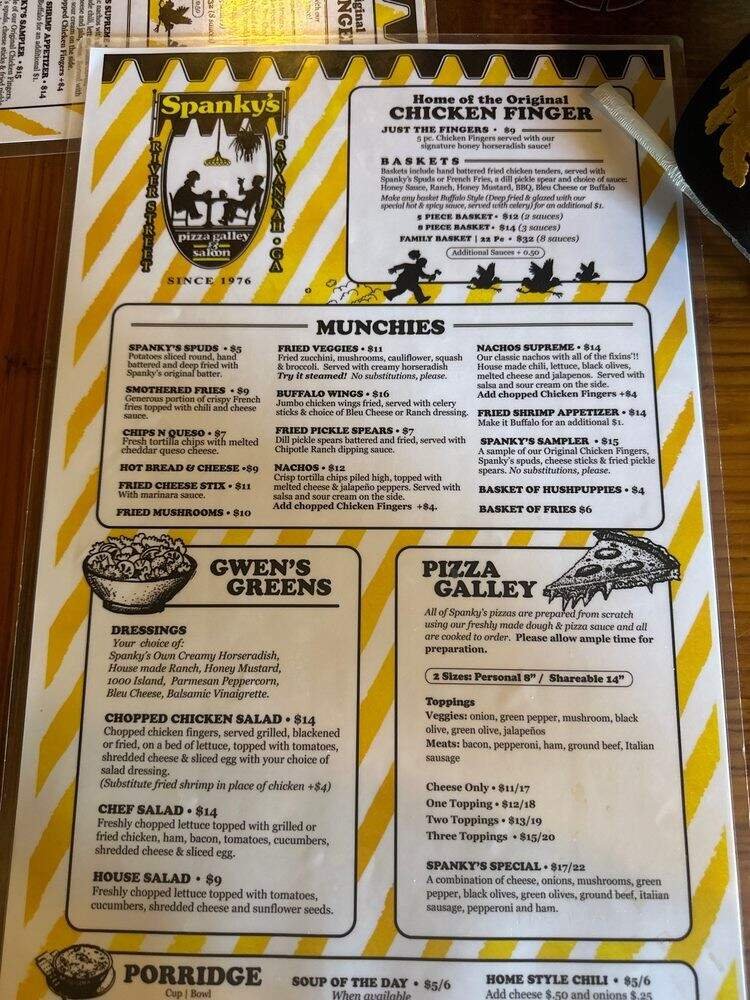 Spanky's
RIVER STREET
SAVANNAH • GA
pizza galley
&
saloon
SINCE 1976
Home of the Original
CHICKEN FINGER
JUST THE FINGERS • $9
5 pc. Chicken Fingers served with our
signature honey horseradish sauce!
BASKETS
Baskets include hand battered fried chicken tenders, served with
Spanky's Spuds or French Fries, a dill pickle spear and choice of sauce:
Honey Sauce, Ranch, Honey Mustard, BBQ, Bleu Cheese or Buffalo
Make any basket Buffalo Style (Deep fried & glazed with our
special hot & spicy sauce, served with celery) for an additional $1.
5 PIECE BASKET • $12 (2 sauces)
8 PIECE BASKET • $14 (3 sauces)
FAMILY BASKET | 22 Pc • $32 (8 sauces)
Additional Sauces + 0.50
MUNCHIES
SPANKY'S SPUDS • $5
Potatoes sliced round, hand
battered and deep fried with
Spanky's original batter.
SMOTHERED FRIES • $9
Generous portion of crispy French
fries topped with chili and cheese
sauce.
CHIPS N QUESO • $7
Fresh tortilla chips with melted
cheddar queso cheese.
HOT BREAD & CHEESE •$9
FRIED CHEESE STIX • $11
With marinara sauce.
FRIED MUSHROOMS • $10
FRIED VEGGIES • $11
Fried zucchini, mushrooms, cauliflower, squash
& broccoli. Served with creamy horseradish
Try it steamed! No substitutions, please.
BUFFALO WINGS • $16
Jumbo chicken wings fried, served with celery
sticks & choice of Bleu Cheese or Ranch dressing.
FRIED PICKLE SPEARS • $7
Dill pickle spears battered and fried, served with
Chipotle Ranch dipping sauce.
NACHOS • $12
Crisp tortilla chips piled high, topped with
melted cheese & jalapeño peppers. Served with
salsa and sour cream on the side.
Add chopped Chicken Fingers +$4.
NACHOS SUPREME • $14
Our classic nachos with all of the fixins'!!
House made chili, lettuce, black olives,
melted cheese and jalapenos. Served with
salsa and sour cream on the side.
Add chopped Chicken Fingers +$4
FRIED SHRIMP APPETIZER • $14
Make it Buffalo for an additional $1.
SPANKY'S SAMPLER • $15
A sample of our Original Chicken Fingers,
Spanky's spuds, cheese sticks & fried pickle
spears. No substitutions, please.
BASKET OF HUSHPUPPIES • $4
BASKET OF FRIES $6
GWEN'S
GREENS
DRESSINGS
Your choice of:
Spanky's Own Creamy Horseradish,
House made Ranch, Honey Mustard,
1000 Island, Parmesan Peppercorn,
Bleu Cheese, Balsamic Vinaigrette.
CHOPPED CHICKEN SALAD • $14
Chopped chicken fingers, served grilled, blackened
or fried, on a bed of lettuce, topped with tomatoes,
shredded cheese & sliced egg with your choice of
salad dressing.
(Substitute fried shrimp in place of chicken +$4)
CHEF SALAD • $14
Freshly chopped lettuce topped with grilled or
fried chicken, ham, bacon, tomatoes, cucumbers,
shredded cheese & sliced egg.
HOUSE SALAD • $9
Freshly chopped lettuce topped with tomatoes,
cucumbers, shredded cheese and sunflower seeds.
PIZZA
GALLEY
All of Spanky's pizzas are prepared from scratch
using our freshly made dough & pizza sauce and all
are cooked to order. Please allow ample time for
preparation.
2 Sizes: Personal 8" / Shareable 14"
Toppings
Veggies: onion, green pepper, mushroom, black
olive, green olive, jalapeños
Meats: bacon, pepperoni, ham, ground beef, Italian
sausage
Cheese Only • $11/17
One Topping • $12/18
Two Toppings • $13/19
Three Toppings • $15/20
SPANKY'S SPECIAL • $17/22
A combination of cheese, onions, mushrooms, green
pepper, black olives, green olives, ground beef, italian
sausage, pepperoni and ham.
PORRIDGE
Cup | Bowl
SOUP OF THE DAY • $5/6
When available
HOME STYLE CHILI • $5/6
Add cheese $.50 and onions $.25